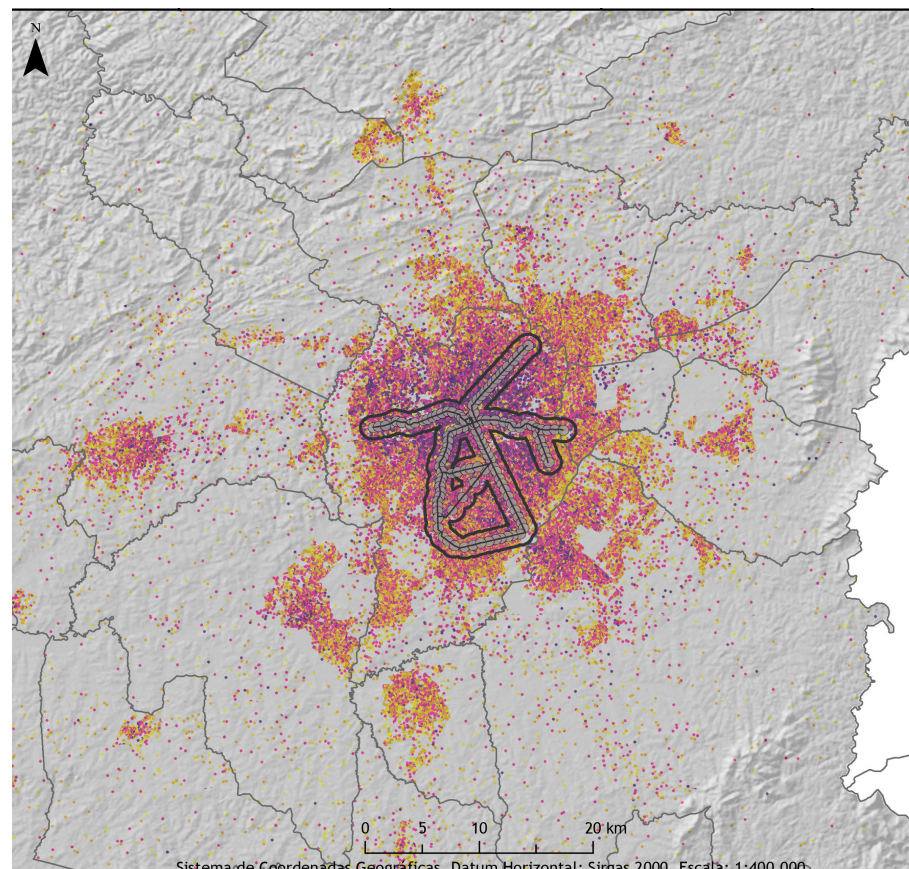 N
0 5 10 20 km
Sistema de Coordenadas Geográficas. Datum Horizontal: Sirgas 2000. Escala: 1:400.000